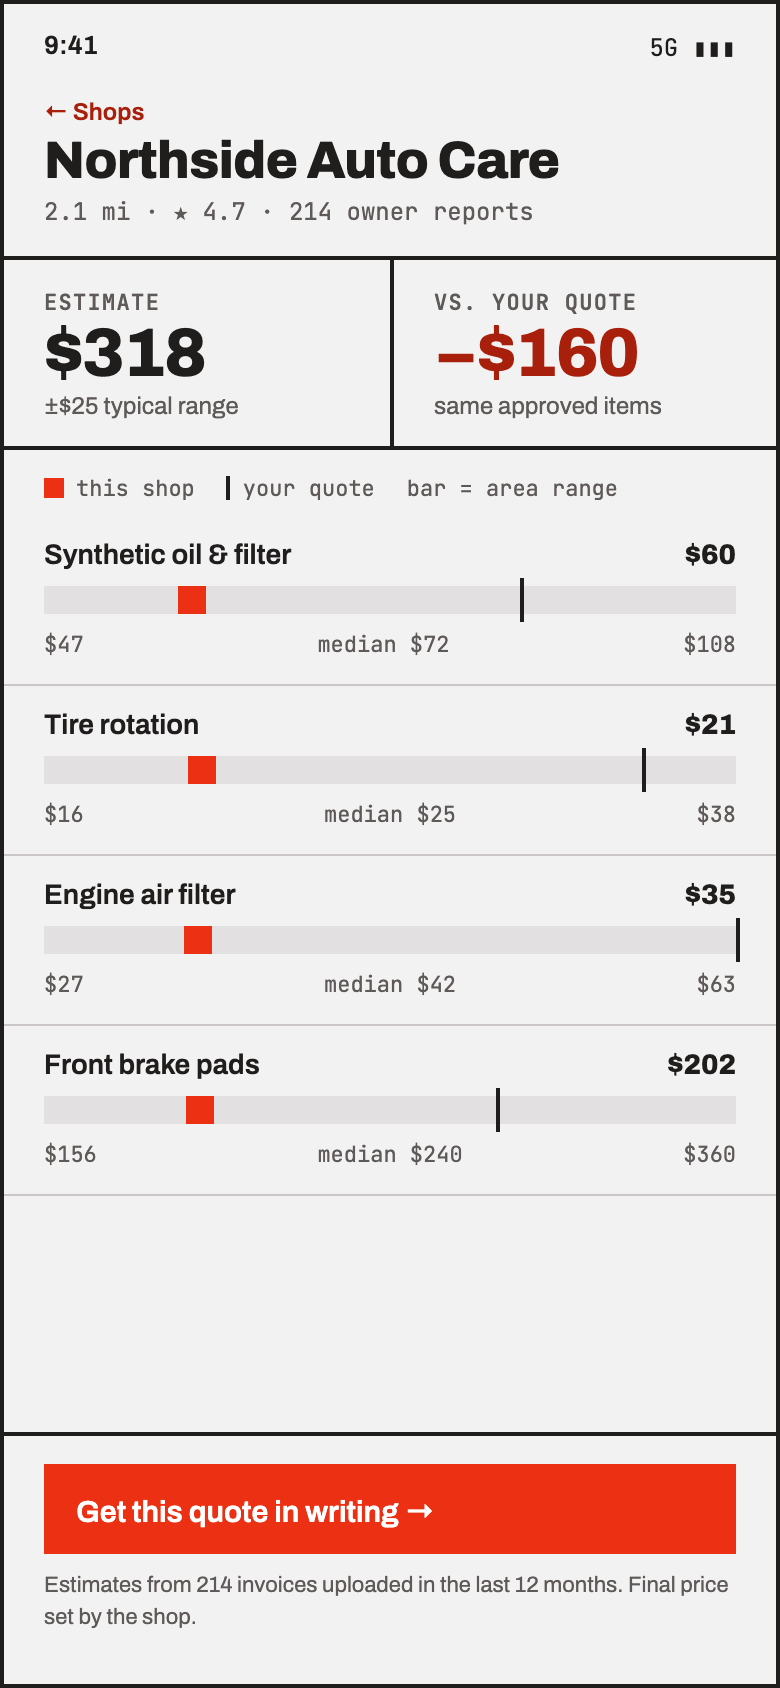 9:41
5G
← Shops
Northside Auto Care
2.1 mi · ★ 4.7 · 214 owner reports
ESTIMATE
$318
±$25 typical range
VS. YOUR QUOTE
–$160
same approved items
this shop your quote bar = area range
Synthetic oil & filter $60
$47 median $72 $108
Tire rotation $21
$16 median $25 $38
Engine air filter $35
$27 median $42 $63
Front brake pads $202
$156 median $240 $360
Get this quote in writing →
Estimates from 214 invoices uploaded in the last 12 months. Final price
set by the shop.